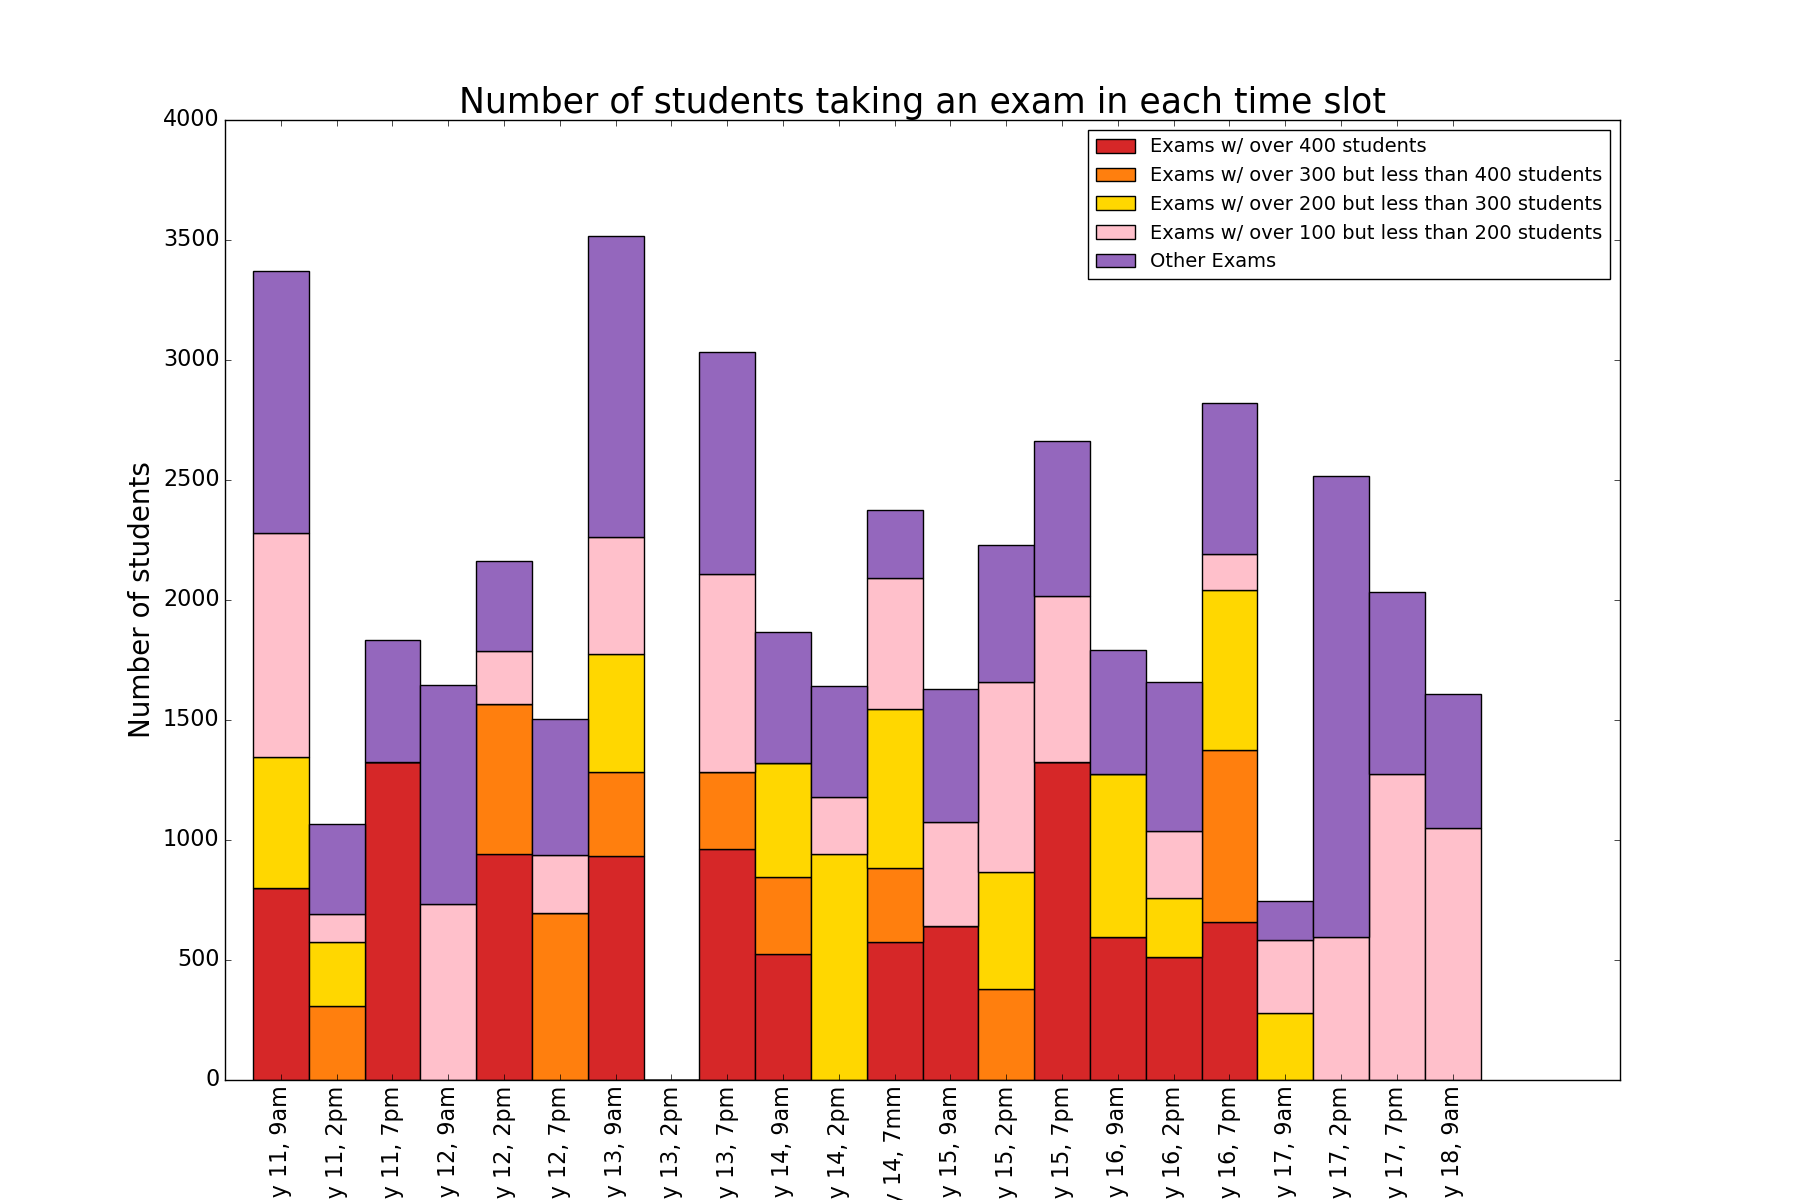 Number of students taking an exam in each time slot
4000
3500
3000
2500
2000
1500
1000
500
0
Number of students
Exams w/ over 400 students
Exams w/ over 300 but less than 400 students
Exams w/ over 200 but less than 300 students
Exams w/ over 100 but less than 200 students
Other Exams
y 11, 9am
y 11, 2pm
y 11, 7pm
y 12, 9am
y 12, 2pm
y 12, 7pm
y 13, 9am
y 13, 2pm
y 13, 7pm
y 14, 9am
y 14, 2pm
y 14, 7mm
y 15, 9am
y 15, 2pm
y 15, 7pm
y 16, 9am
y 16, 2pm
y 16, 7pm
y 17, 9am
y 17, 2pm
y 17, 7pm
y 18, 9am